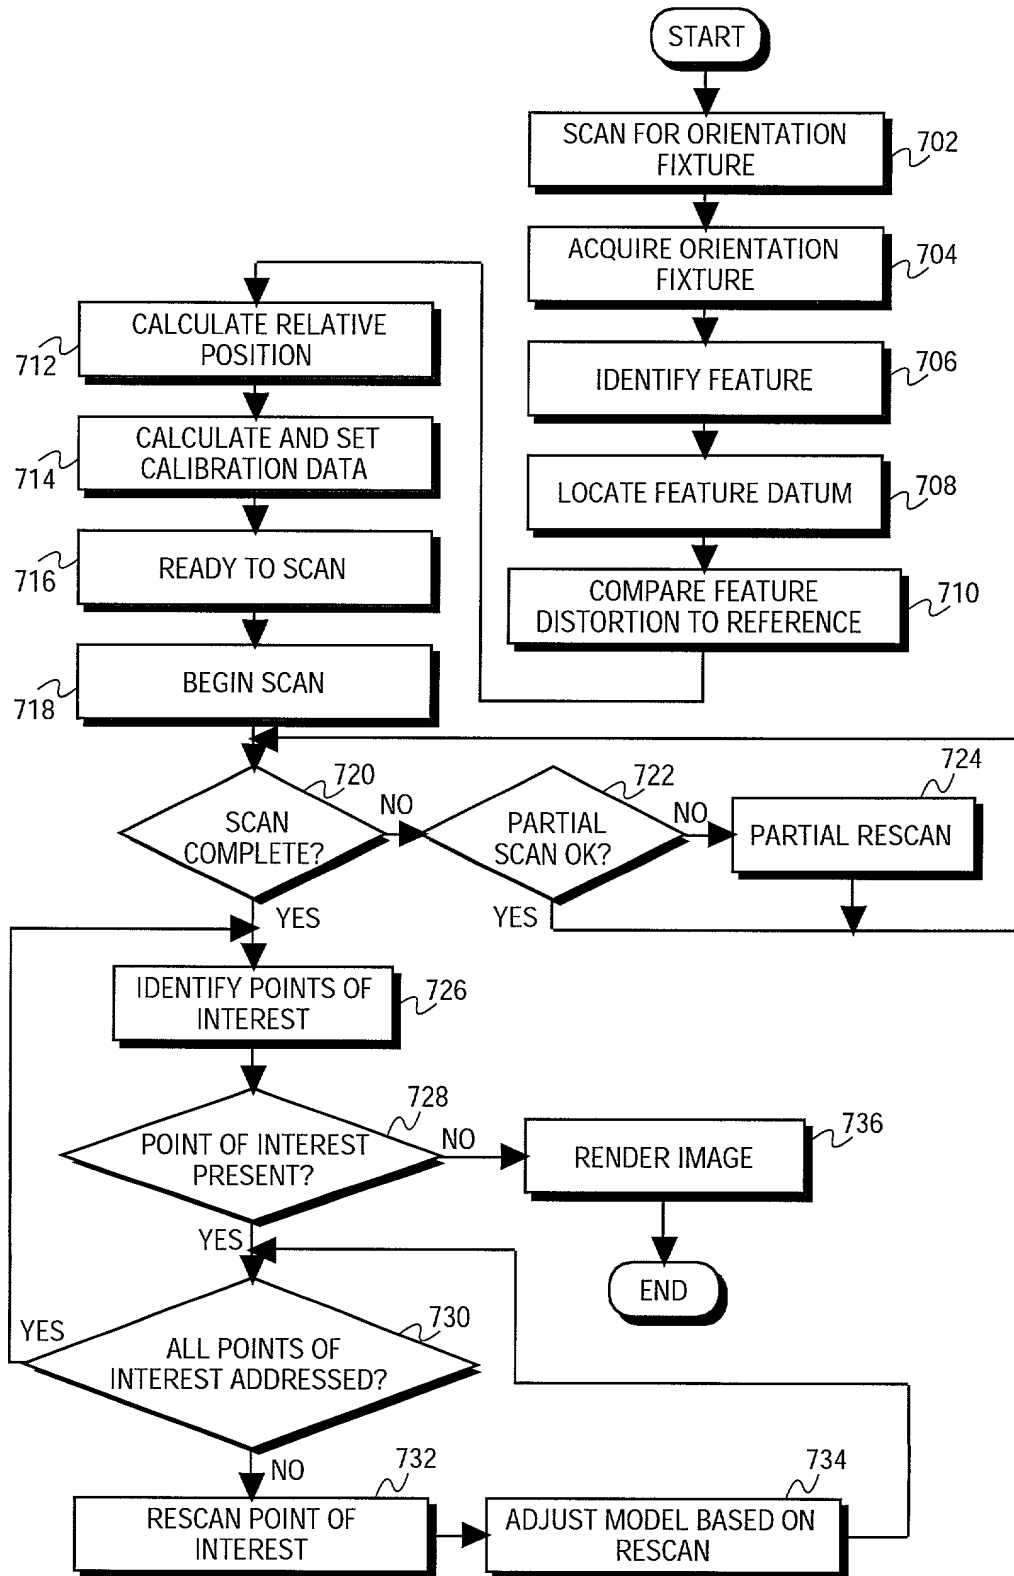 START
SCAN FOR ORIENTATION
FIXTURE
702
ACQUIRE ORIENTATION
FIXTURE
704
IDENTIFY FEATURE
706
LOCATE FEATURE DATUM
708
COMPARE FEATURE
DISTORTION TO REFERENCE
710
CALCULATE RELATIVE
POSITION
712
CALCULATE AND SET
CALIBRATION DATA
714
READY TO SCAN
716
BEGIN SCAN
718
SCAN
COMPLETE?
720
NO
YES
PARTIAL
SCAN OK?
722
NO
YES
PARTIAL RESCAN
724
IDENTIFY POINTS OF
INTEREST
726
POINT OF INTEREST
PRESENT?
728
NO
YES
RENDER IMAGE
736
END
ALL POINTS OF
INTEREST ADDRESSED?
730
YES
NO
RESCAN POINT OF
INTEREST
732
ADJUST MODEL BASED ON
RESCAN
734